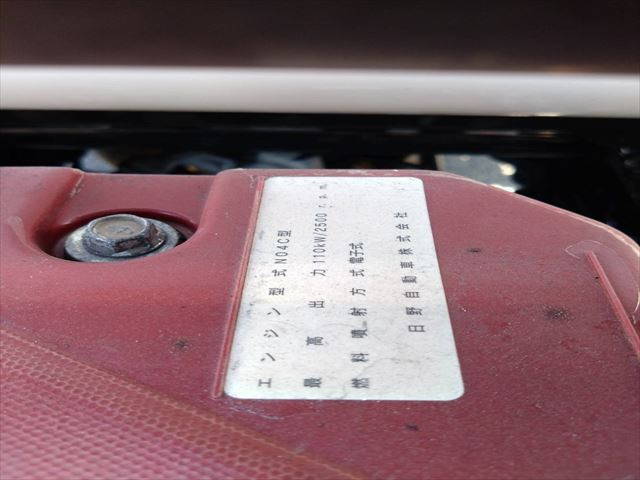 エンジン型式 N04C型
最高出力 110kW/2500 r.p.m
燃料噴射方式 電子式
日野自動車株式会社